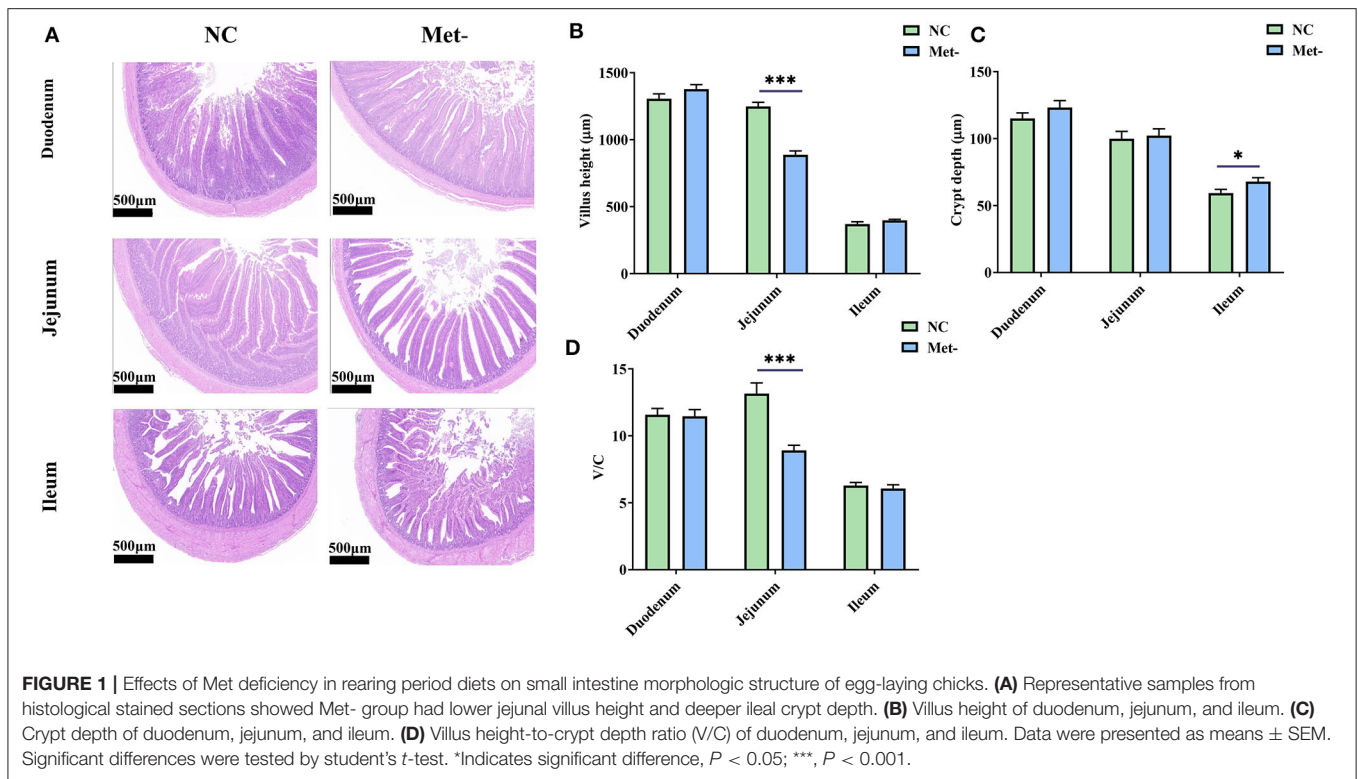 A
NC
Met-
Duodenum
500μm
500μm
Jejunum
500μm
500μm
Ileum
500μm
500μm
B
NC
Met-
Villus height (μm)
1500
1000
500
0
***
Duodenum
Jejunum
Ileum
C
NC
Met-
Crypt depth (μm)
150
100
50
0
*
Duodenum
Jejunum
Ileum
D
NC
Met-
V/C
15
10
5
0
***
Duodenum
Jejunum
Ileum
FIGURE 1 | Effects of Met deficiency in rearing period diets on small intestine morphologic structure of egg-laying chicks. (A) Representative samples from
histological stained sections showed Met- group had lower jejunal villus height and deeper ileal crypt depth. (B) Villus height of duodenum, jejunum, and ileum. (C)
Crypt depth of duodenum, jejunum, and ileum. (D) Villus height-to-crypt depth ratio (V/C) of duodenum, jejunum, and ileum. Data were presented as means ± SEM.
Significant differences were tested by student's t-test. *Indicates significant difference, P < 0.05; ***, P < 0.001.